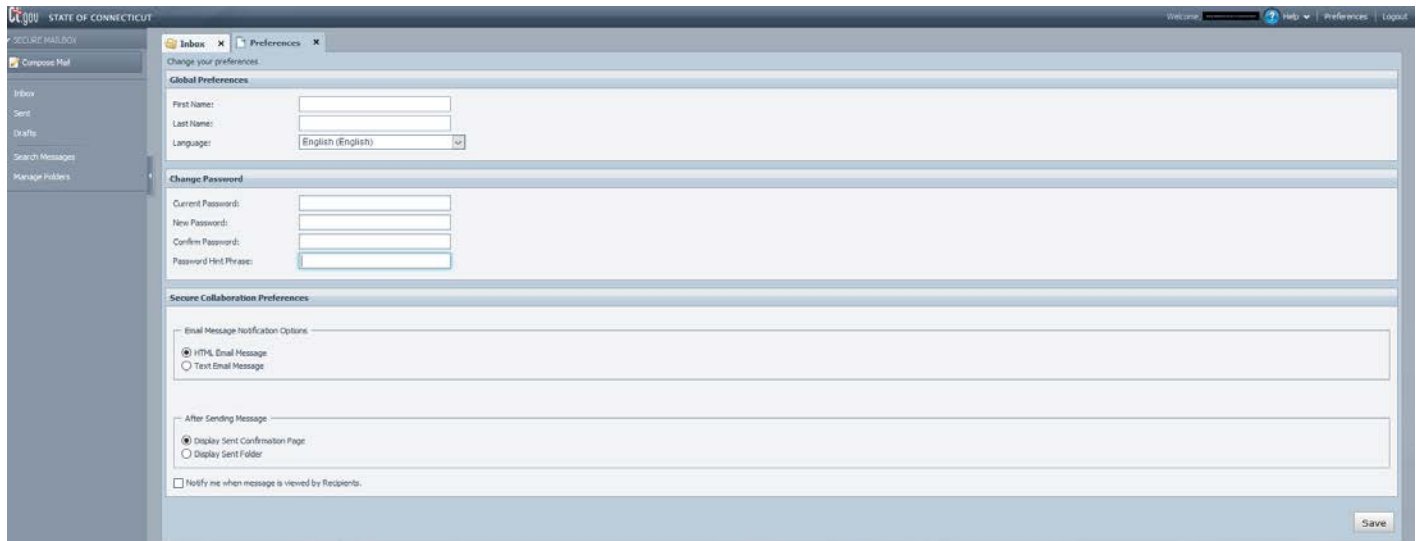 ct.gov STATE OF CONNECTICUT Welcome, ? Help Preferences Logout
SECURE MAILBOX
Inbox X Preferences X
Compose Mail
Change your preferences.
Global Preferences
Inbox
First Name:
Sent
Last Name:
Drafts
Language: English (English)
Search Messages
Manage Folders
Change Password
Current Password:
New Password:
Confirm Password:
Password Hint Phrase:
Secure Collaboration Preferences
Email Message Notification Options
HTML Email Message
Text Email Message
After Sending Message
Display Sent Confirmation Page
Display Sent Folder
Notify me when message is viewed by Recipients.
Save